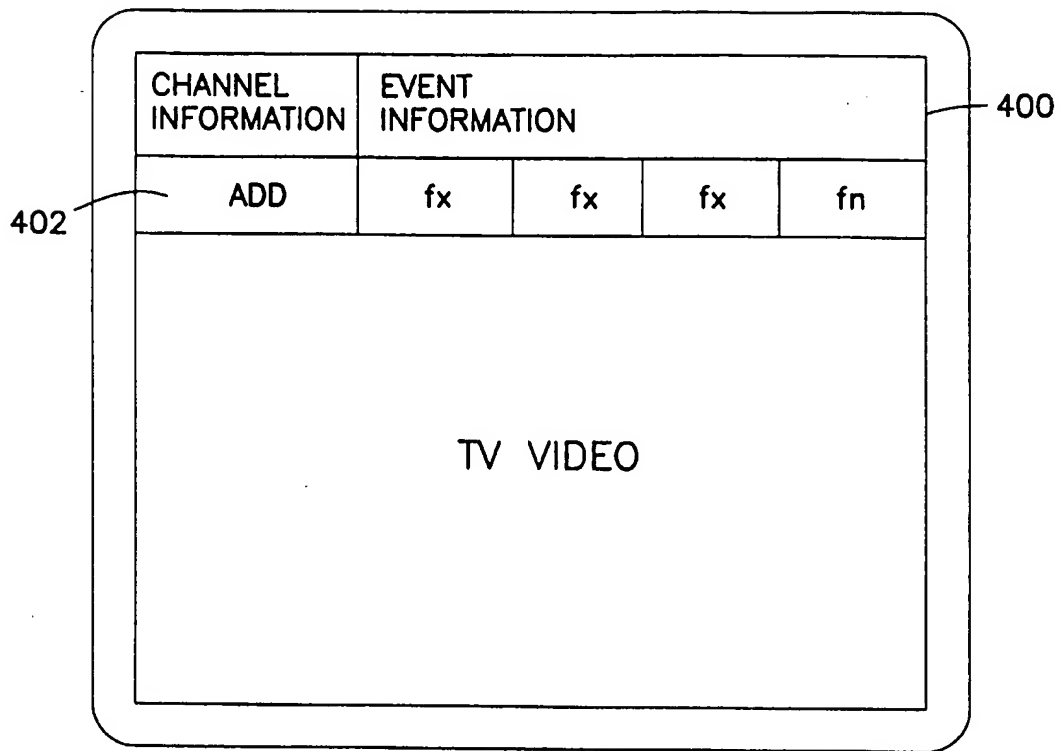 CHANNEL
INFORMATION
EVENT
INFORMATION
400
402
ADD
fx
fx
fx
fn
TV VIDEO